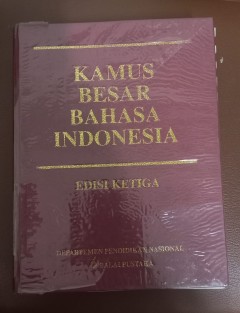 KAMUS
BESAR
BAHASA
INDONESIA
EDISI KETIGA
DEPARTEMEN PENDIDIKAN NASIONAL
BALAI PUSTAKA